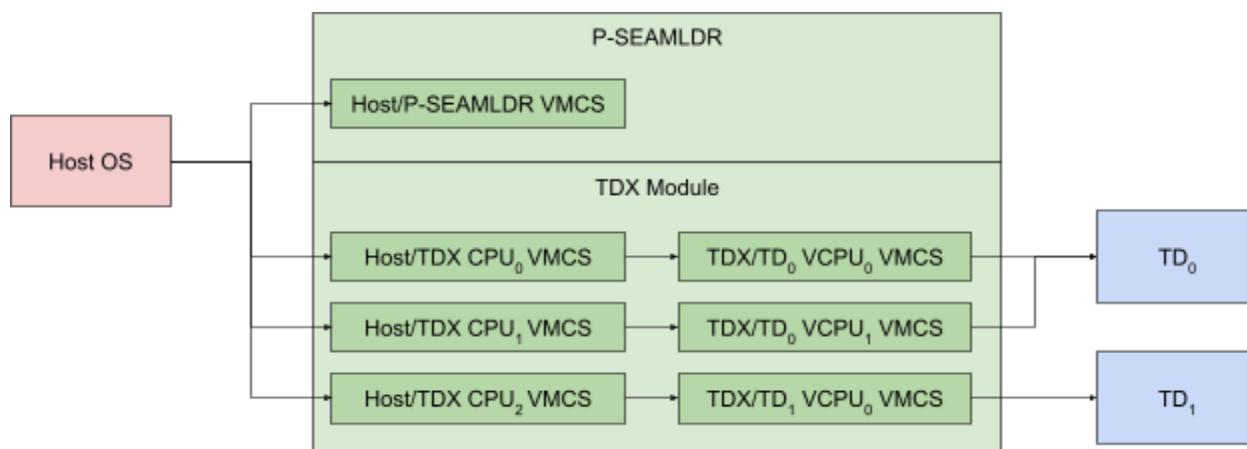 P-SEAMLDR
Host/P-SEAMLDR VMCS
Host OS
TDX Module
Host/TDX CPU₀ VMCS
TDX/TD₀ VCPU₀ VMCS
TD₀
Host/TDX CPU₁ VMCS
TDX/TD₀ VCPU₁ VMCS
Host/TDX CPU₂ VMCS
TDX/TD₁ VCPU₀ VMCS
TD₁